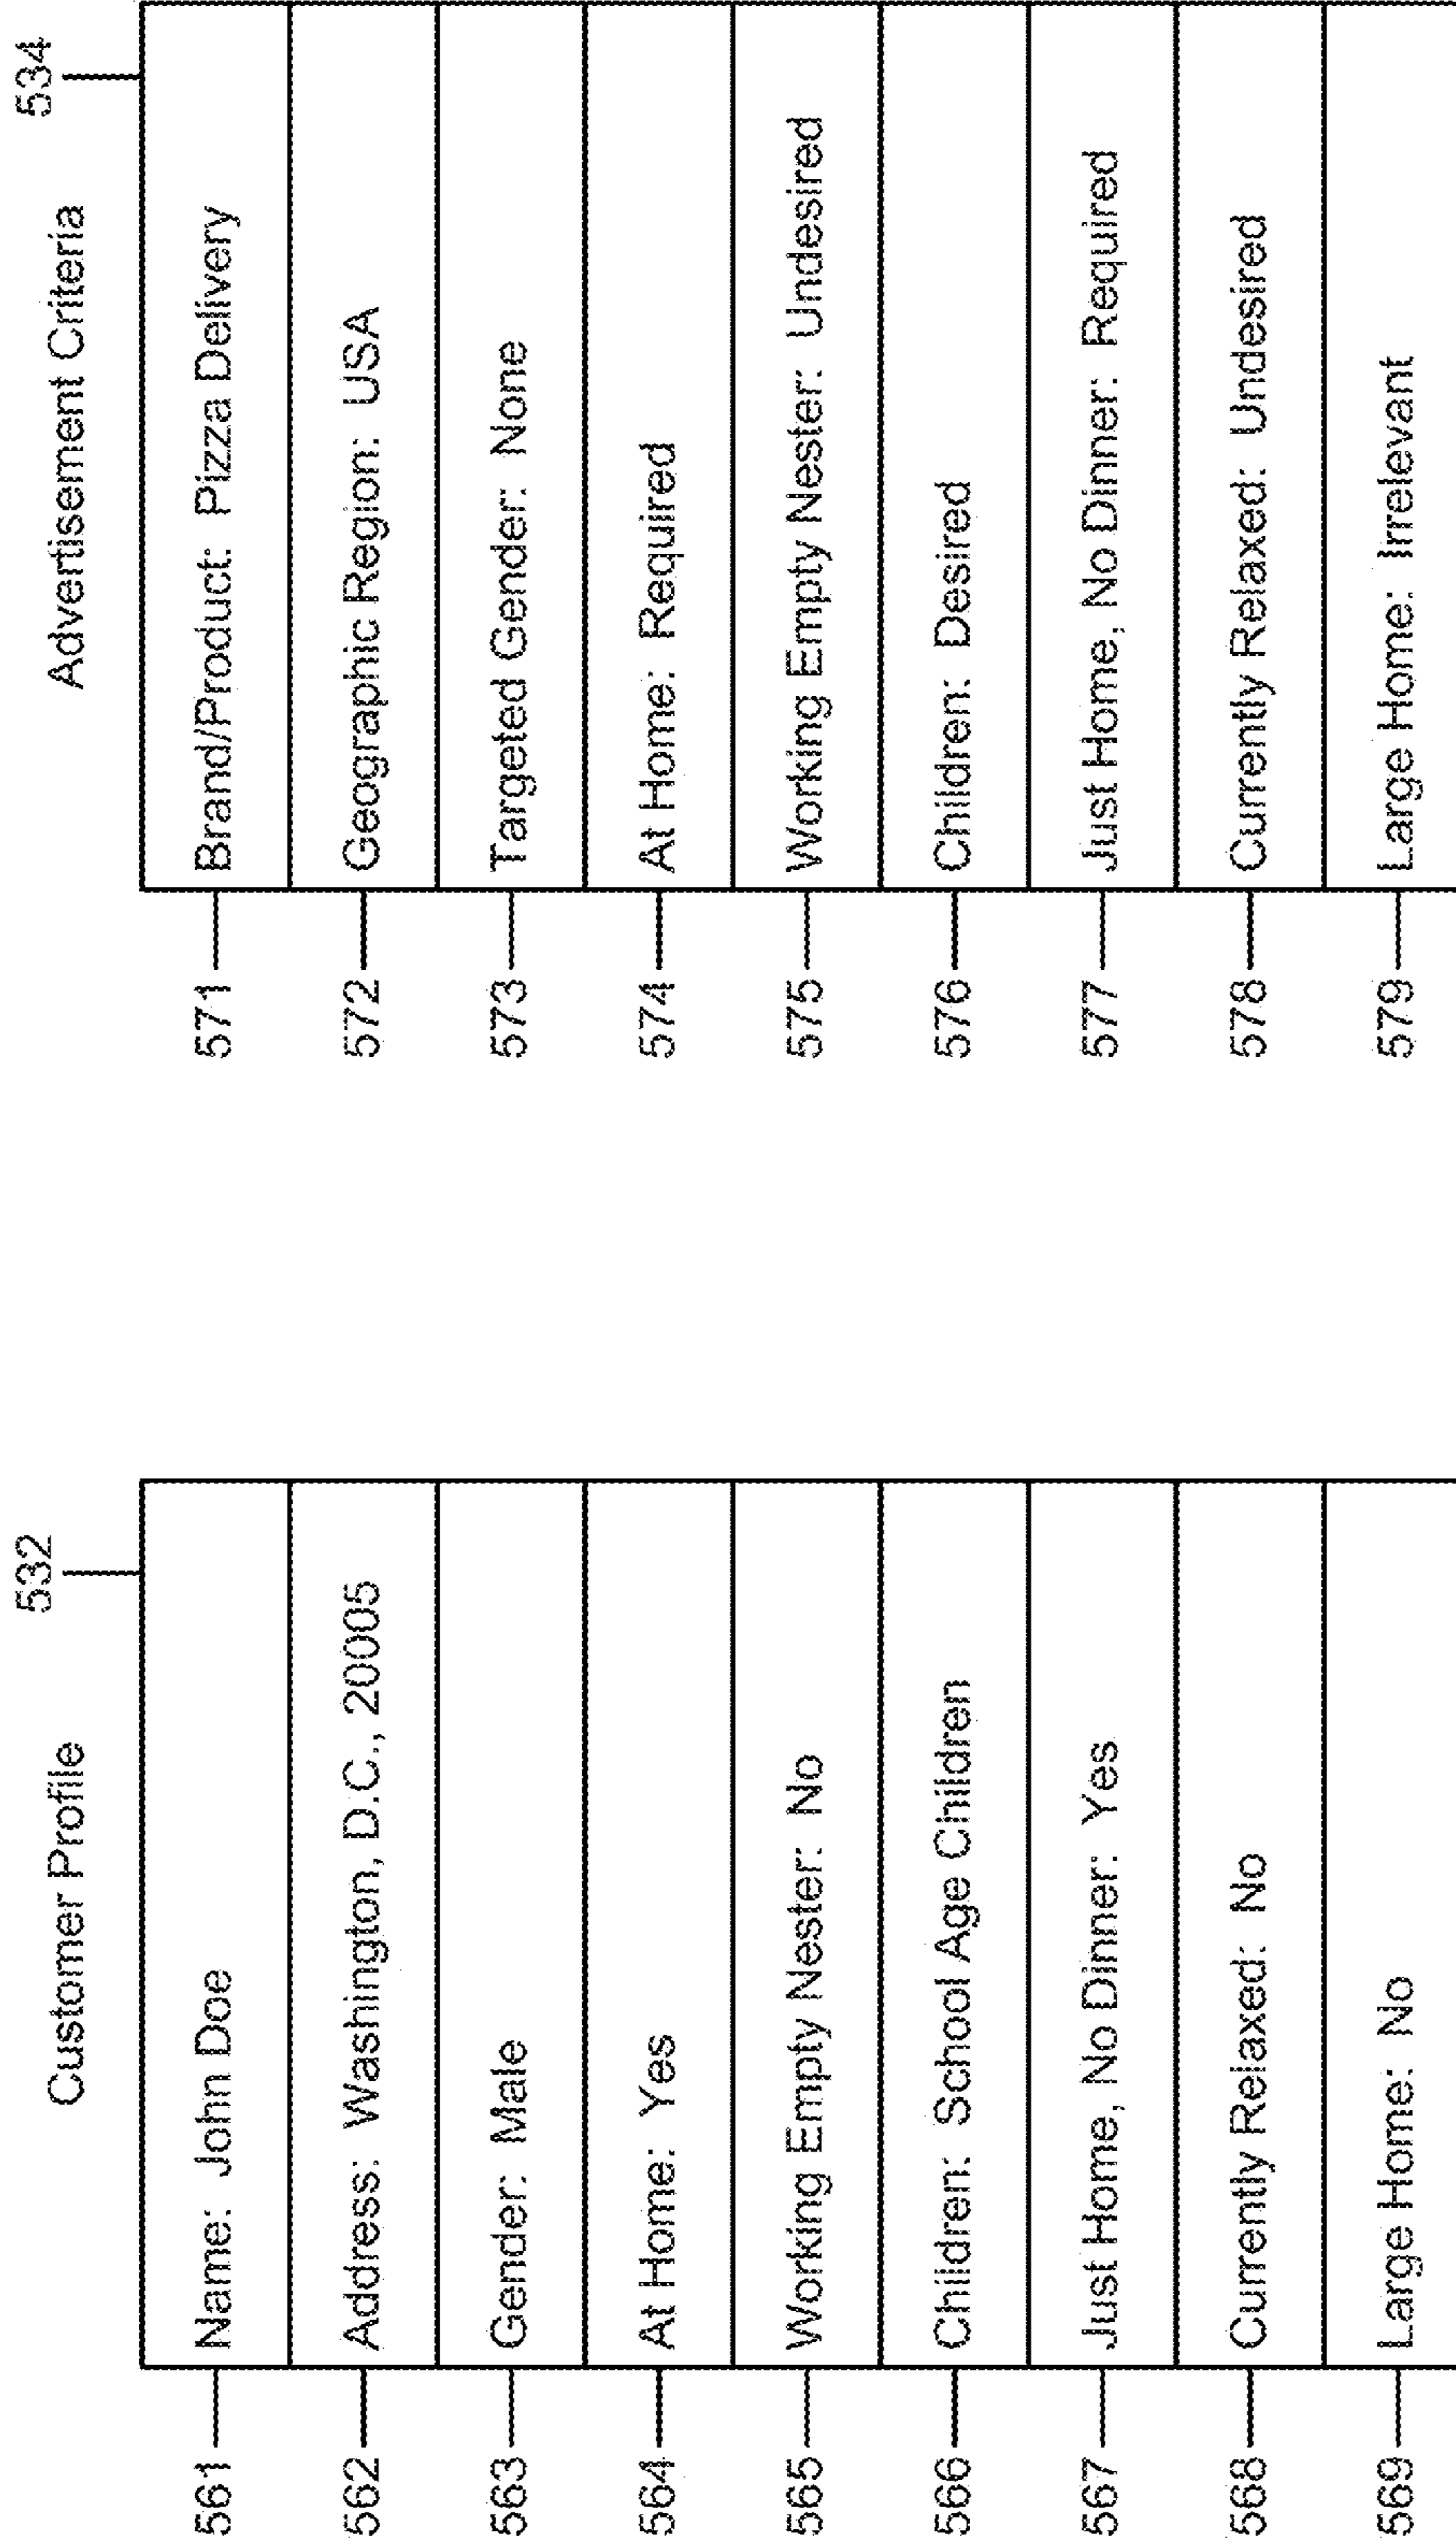 Customer Profile
532
561 Name: John Doe
562 Address: Washington, D.C., 20005
563 Gender: Male
564 At Home: Yes
565 Working Empty Nester: No
566 Children: School Age Children
567 Just Home, No Dinner: Yes
568 Currently Relaxed: No
569 Large Home: No
Advertisement Criteria
534
571 Brand/Product: Pizza Delivery
572 Geographic Region: USA
573 Targeted Gender: None
574 At Home: Required
575 Working Empty Nester: Undesired
576 Children: Desired
577 Just Home, No Dinner: Required
578 Currently Relaxed: Undesired
579 Large Home: Irrelevant